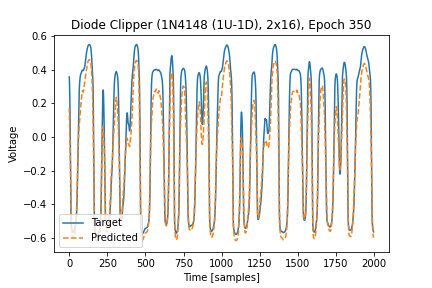 Diode Clipper (1N4148 (1U-1D), 2x16), Epoch 350
Voltage
0.6
0.4
0.2
0.0
−0.2
−0.4
−0.6
Target
Predicted
0 250 500 750 1000 1250 1500 1750 2000
Time [samples]